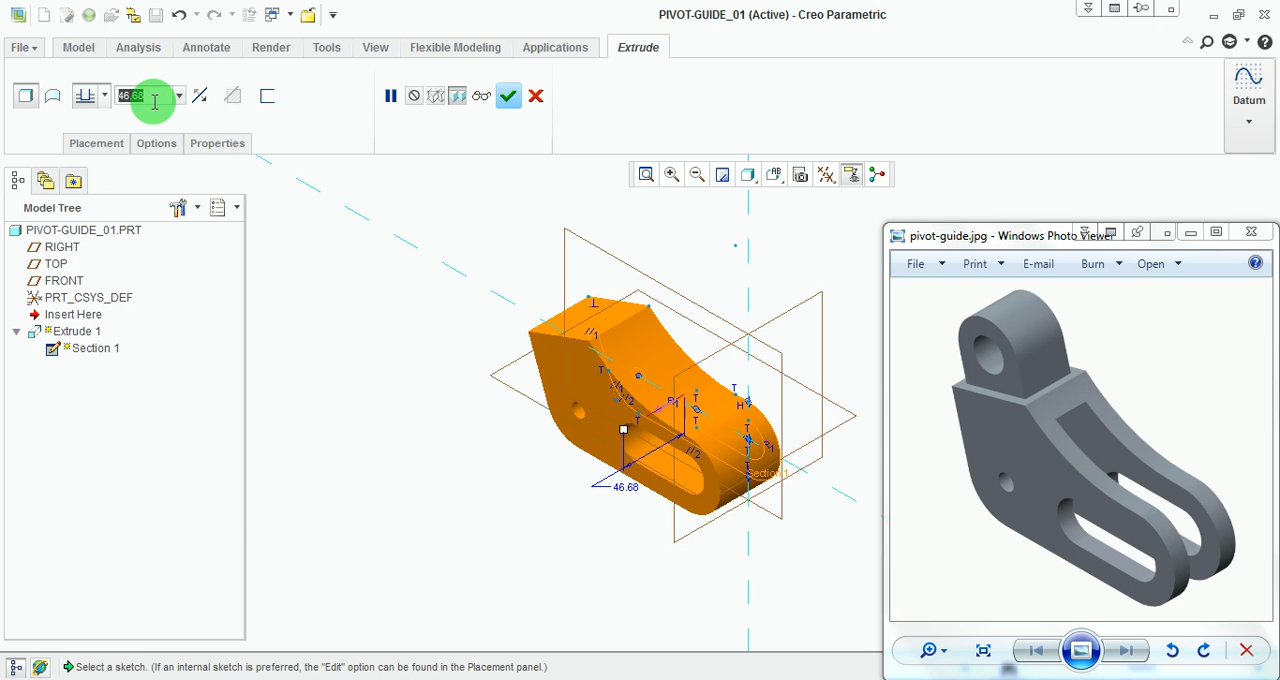 PIVOT-GUIDE_01 (Active) - Creo Parametric
File Model Analysis Annotate Render Tools View Flexible Modeling Applications Extrude
46.68
Datum
Placement Options Properties
Model Tree
PIVOT-GUIDE_01.PRT
RIGHT
TOP
FRONT
PRT_CSYS_DEF
Insert Here
Extrude 1
Section 1
46.68
Section 1
pivot-guide.jpg - Windows Photo Viewer
File Print E-mail Burn Open
Select a sketch. (If an internal sketch is preferred, the "Edit" option can be found in the Placement panel.)